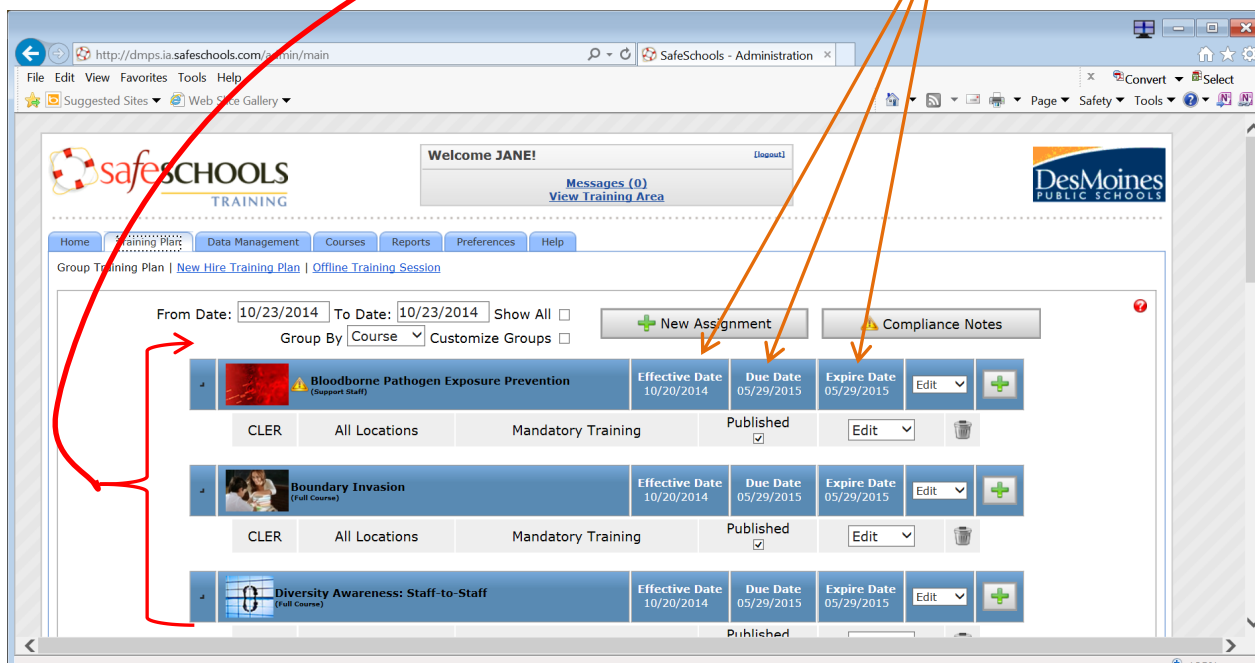 http://dmps.ia.safeschools.com/admin/main
SafeSchools - Administration ×
File Edit View Favorites Tools Help
x Convert Select
Suggested Sites Web Slice Gallery
Page Safety Tools
safeSCHOOLS
TRAINING
Welcome JANE! [logout]
Messages (0)
View Training Area
DesMoines
PUBLIC SCHOOLS
Home Training Plan Data Management Courses Reports Preferences Help
Group Training Plan | New Hire Training Plan | Offline Training Session
From Date: 10/23/2014 To Date: 10/23/2014 Show All
Group By Course Customize Groups
New Assignment
Compliance Notes
Bloodborne Pathogen Exposure Prevention
(Support Staff)
Effective Date Due Date Expire Date
10/20/2014 05/29/2015 05/29/2015
Edit
CLER All Locations Mandatory Training Published Edit
Boundary Invasion
(Full Course)
Effective Date Due Date Expire Date
10/20/2014 05/29/2015 05/29/2015
Edit
CLER All Locations Mandatory Training Published Edit
Diversity Awareness: Staff-to-Staff
(Full Course)
Effective Date Due Date Expire Date
10/20/2014 05/29/2015 05/29/2015
Edit
Published